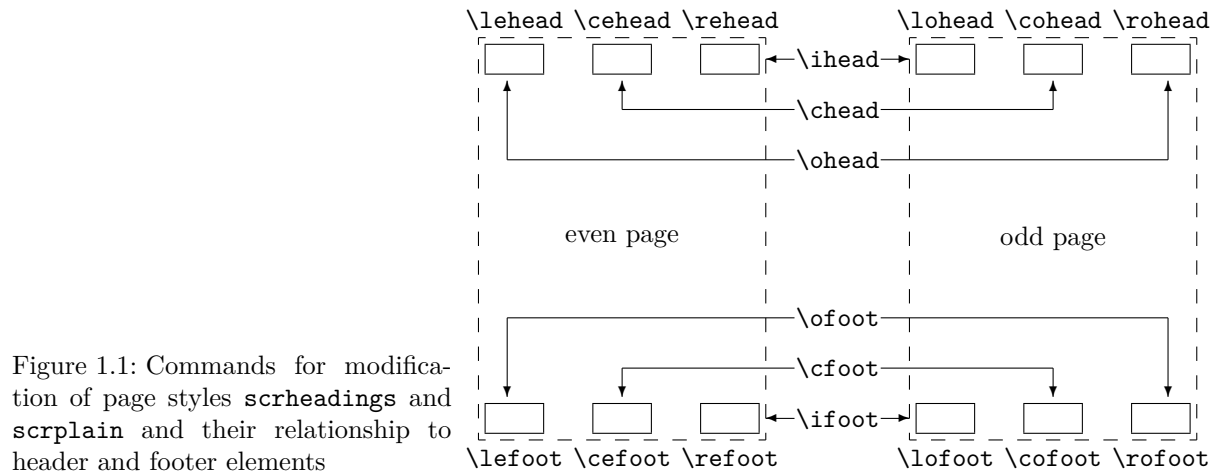 \lehead \cehead \rehead \lohead \cohead \rohead
\ihead
\chead
\ohead
even page odd page
\ofoot
\cfoot
\ifoot
\lefoot \cefoot \refoot \lofoot \cofoot \rofoot
Figure 1.1: Commands for modifica-
tion of page styles scrheadings and
scrplain and their relationship to
header and footer elements